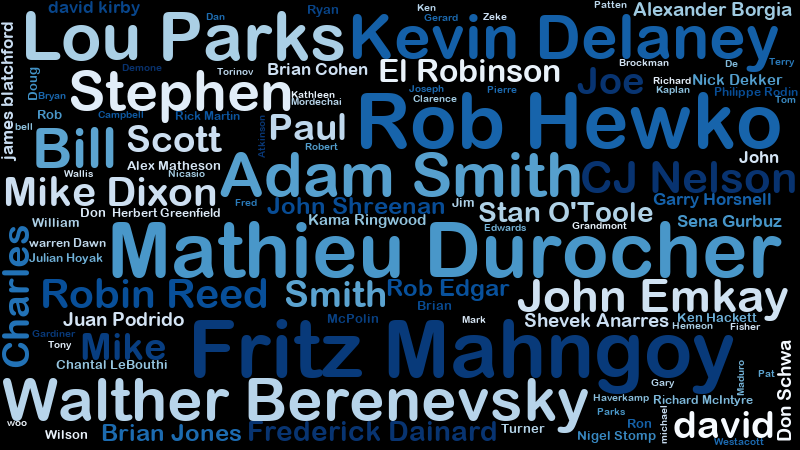 david kirby
Dan
Ryan
Ken
Gerard
Zeke
Patten
Alexander Borgia
Lou Parks
Kevin Delaney
james blatchford
Doug
Demone
Torinov
Brian Cohen
El Robinson
Brockman
De
Terry
Bryan
Stephen
Kathleen
Mordechai
Joseph
Clarence
Pierre
Joe
Richard
Kaplan
Nick Dekker
Philippe Rodin
Tom
Rob
Campbell
Rick Martin
Atkinson
Paul
Rob Hewko
bell
Bill
Scott
Robert
John
Wallis
Alex Matheson
Nicasio
Adam Smith
CJ Nelson
Mike Dixon
Fred
John Shreenan
Jim
Stan O'Toole
Garry Horsnell
William
Don
Herbert Greenfield
Kama Ringwood
Edwards
Grandmont
Sena Gurbuz
Charles
warren Dawn
Julian Hoyak
Mathieu Durocher
Robin Reed
Smith
Rob Edgar
Brian
John Emkay
Juan Podrido
McPolin
Mark
Shevek Anarres
Ken Hackett
Hemeon
Fisher
Gardiner
Tony
Mike
Fritz Mahngoy
Chantal LeBouthi
Gary
Maduro
Pat
Don Schwa
Walther Berenevsky
Haverkamp
Richard McIntyre
Parks
woo
Wilson
Brian Jones
Frederick Dainard
Turner
Ron
Nigel Stomp
michael
david
Westacott